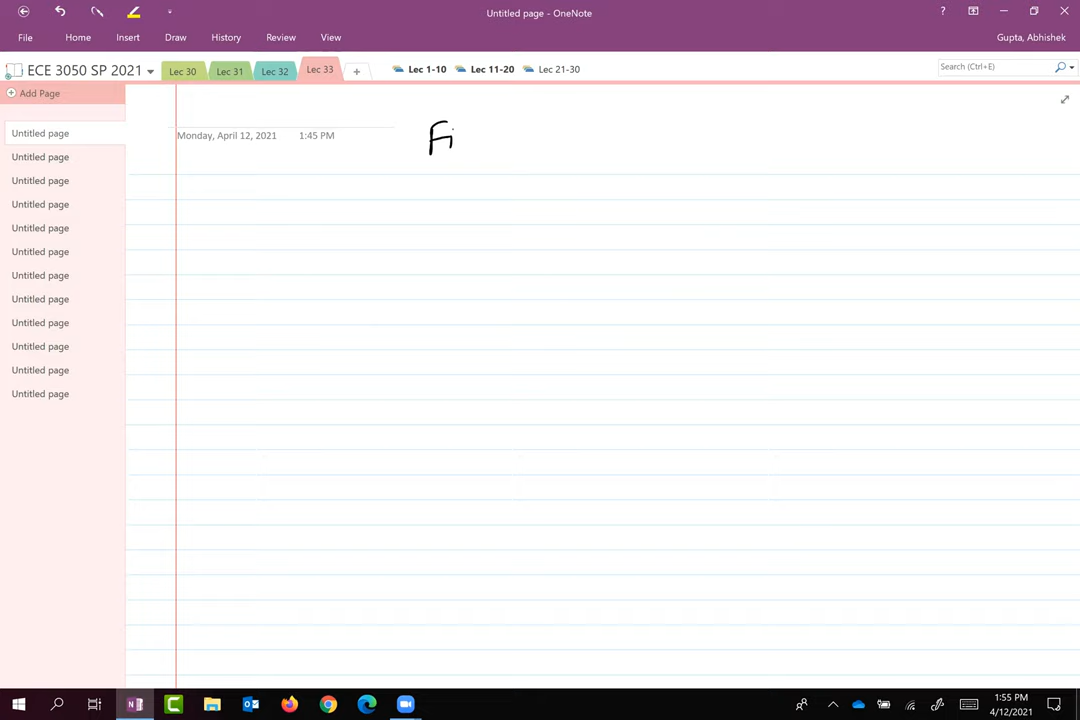 Untitled page - OneNote
?
File
Home
Insert
Draw
History
Review
View
Gupta, Abhishek
ECE 3050 SP 2021
Lec 30
Lec 31
Lec 32
Lec 33
+
Lec 1-10
Lec 11-20
Lec 21-30
Search (Ctrl+E)
Add Page
Untitled page
Monday, April 12, 2021 1:45 PM
Fi
Untitled page
Untitled page
Untitled page
Untitled page
Untitled page
Untitled page
Untitled page
Untitled page
Untitled page
Untitled page
Untitled page
1:55 PM
4/12/2021